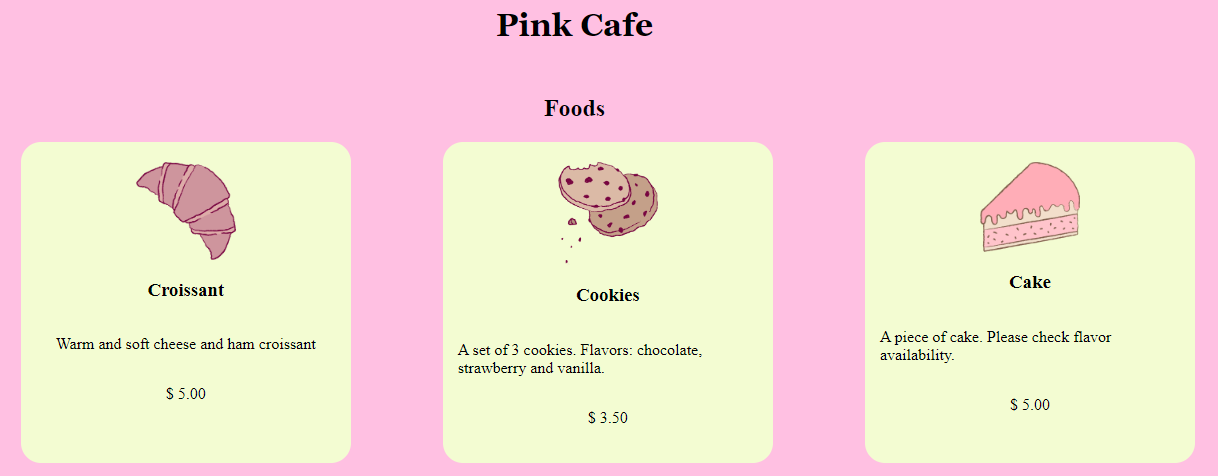 Pink Cafe
Foods
Croissant
Warm and soft cheese and ham croissant
$ 5.00
Cookies
A set of 3 cookies. Flavors: chocolate,
strawberry and vanilla.
$ 3.50
Cake
A piece of cake. Please check flavor
availability.
$ 5.00